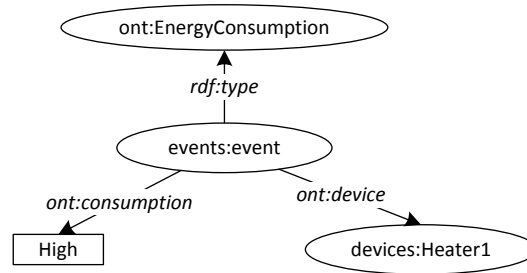 ont:EnergyConsumption
rdf:type
events:event
ont:consumption
ont:device
High
devices:Heater1